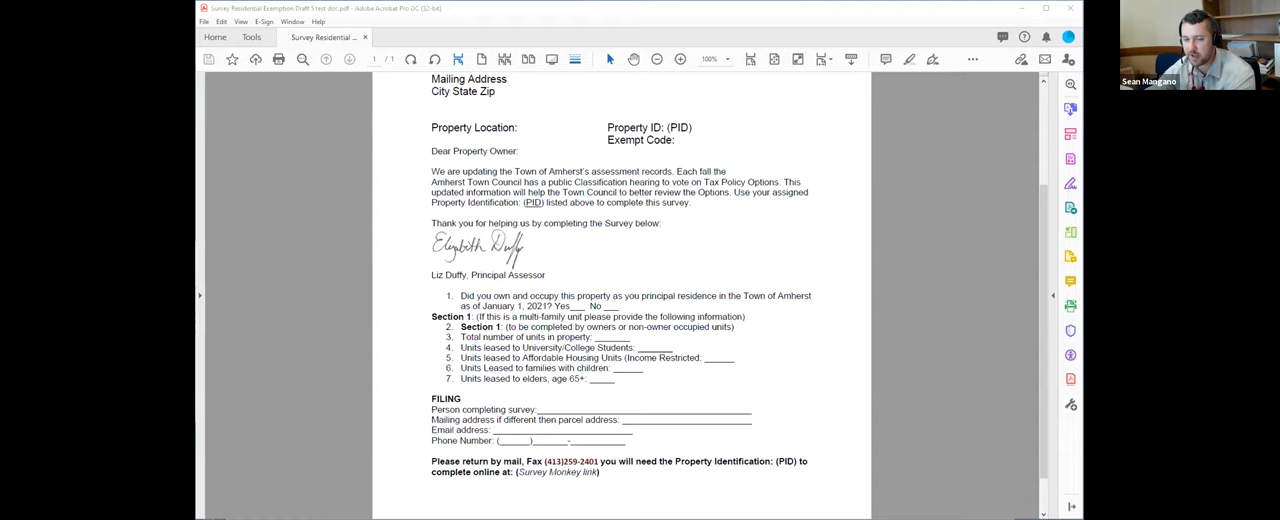 Survey Residential Exemption Draft 5 test doc.pdf - Adobe Acrobat Pro DC (32-bit)
File Edit View E-Sign Window Help
Home Tools Survey Residential ... ×
1 / 1 100%
Sean Mangano
Mailing Address
City State Zip
Property Location: Property ID: (PID)
Exempt Code:
Dear Property Owner:
We are updating the Town of Amherst's assessment records. Each fall the
Amherst Town Council has a public Classification hearing to vote on Tax Policy Options. This
updated information will help the Town Council to better review the Options. Use your assigned
Property Identification: (PID) listed above to complete this survey.
Thank you for helping us by completing the Survey below:
Elizabeth Duffy
Liz Duffy, Principal Assessor
1. Did you own and occupy this property as you principal residence in the Town of Amherst
as of January 1, 2021? Yes___ No ___
Section 1: (If this is a multi-family unit please provide the following information)
2. Section 1: (to be completed by owners or non-owner occupied units)
3. Total number of units in property: _______
4. Units leased to University/College Students: _______
5. Units leased to Affordable Housing Units (Income Restricted: ______
6. Units Leased to families with children: ______
7. Units leased to elders, age 65+: _____
FILING
Person completing survey:____________________________________________
Mailing address if different then parcel address: ___________________________
Email address: _____________________________
Phone Number: (______)_______-___________
Please return by mail, Fax (413)259-2401 you will need the Property Identification: (PID) to
complete online at: (Survey Monkey link)